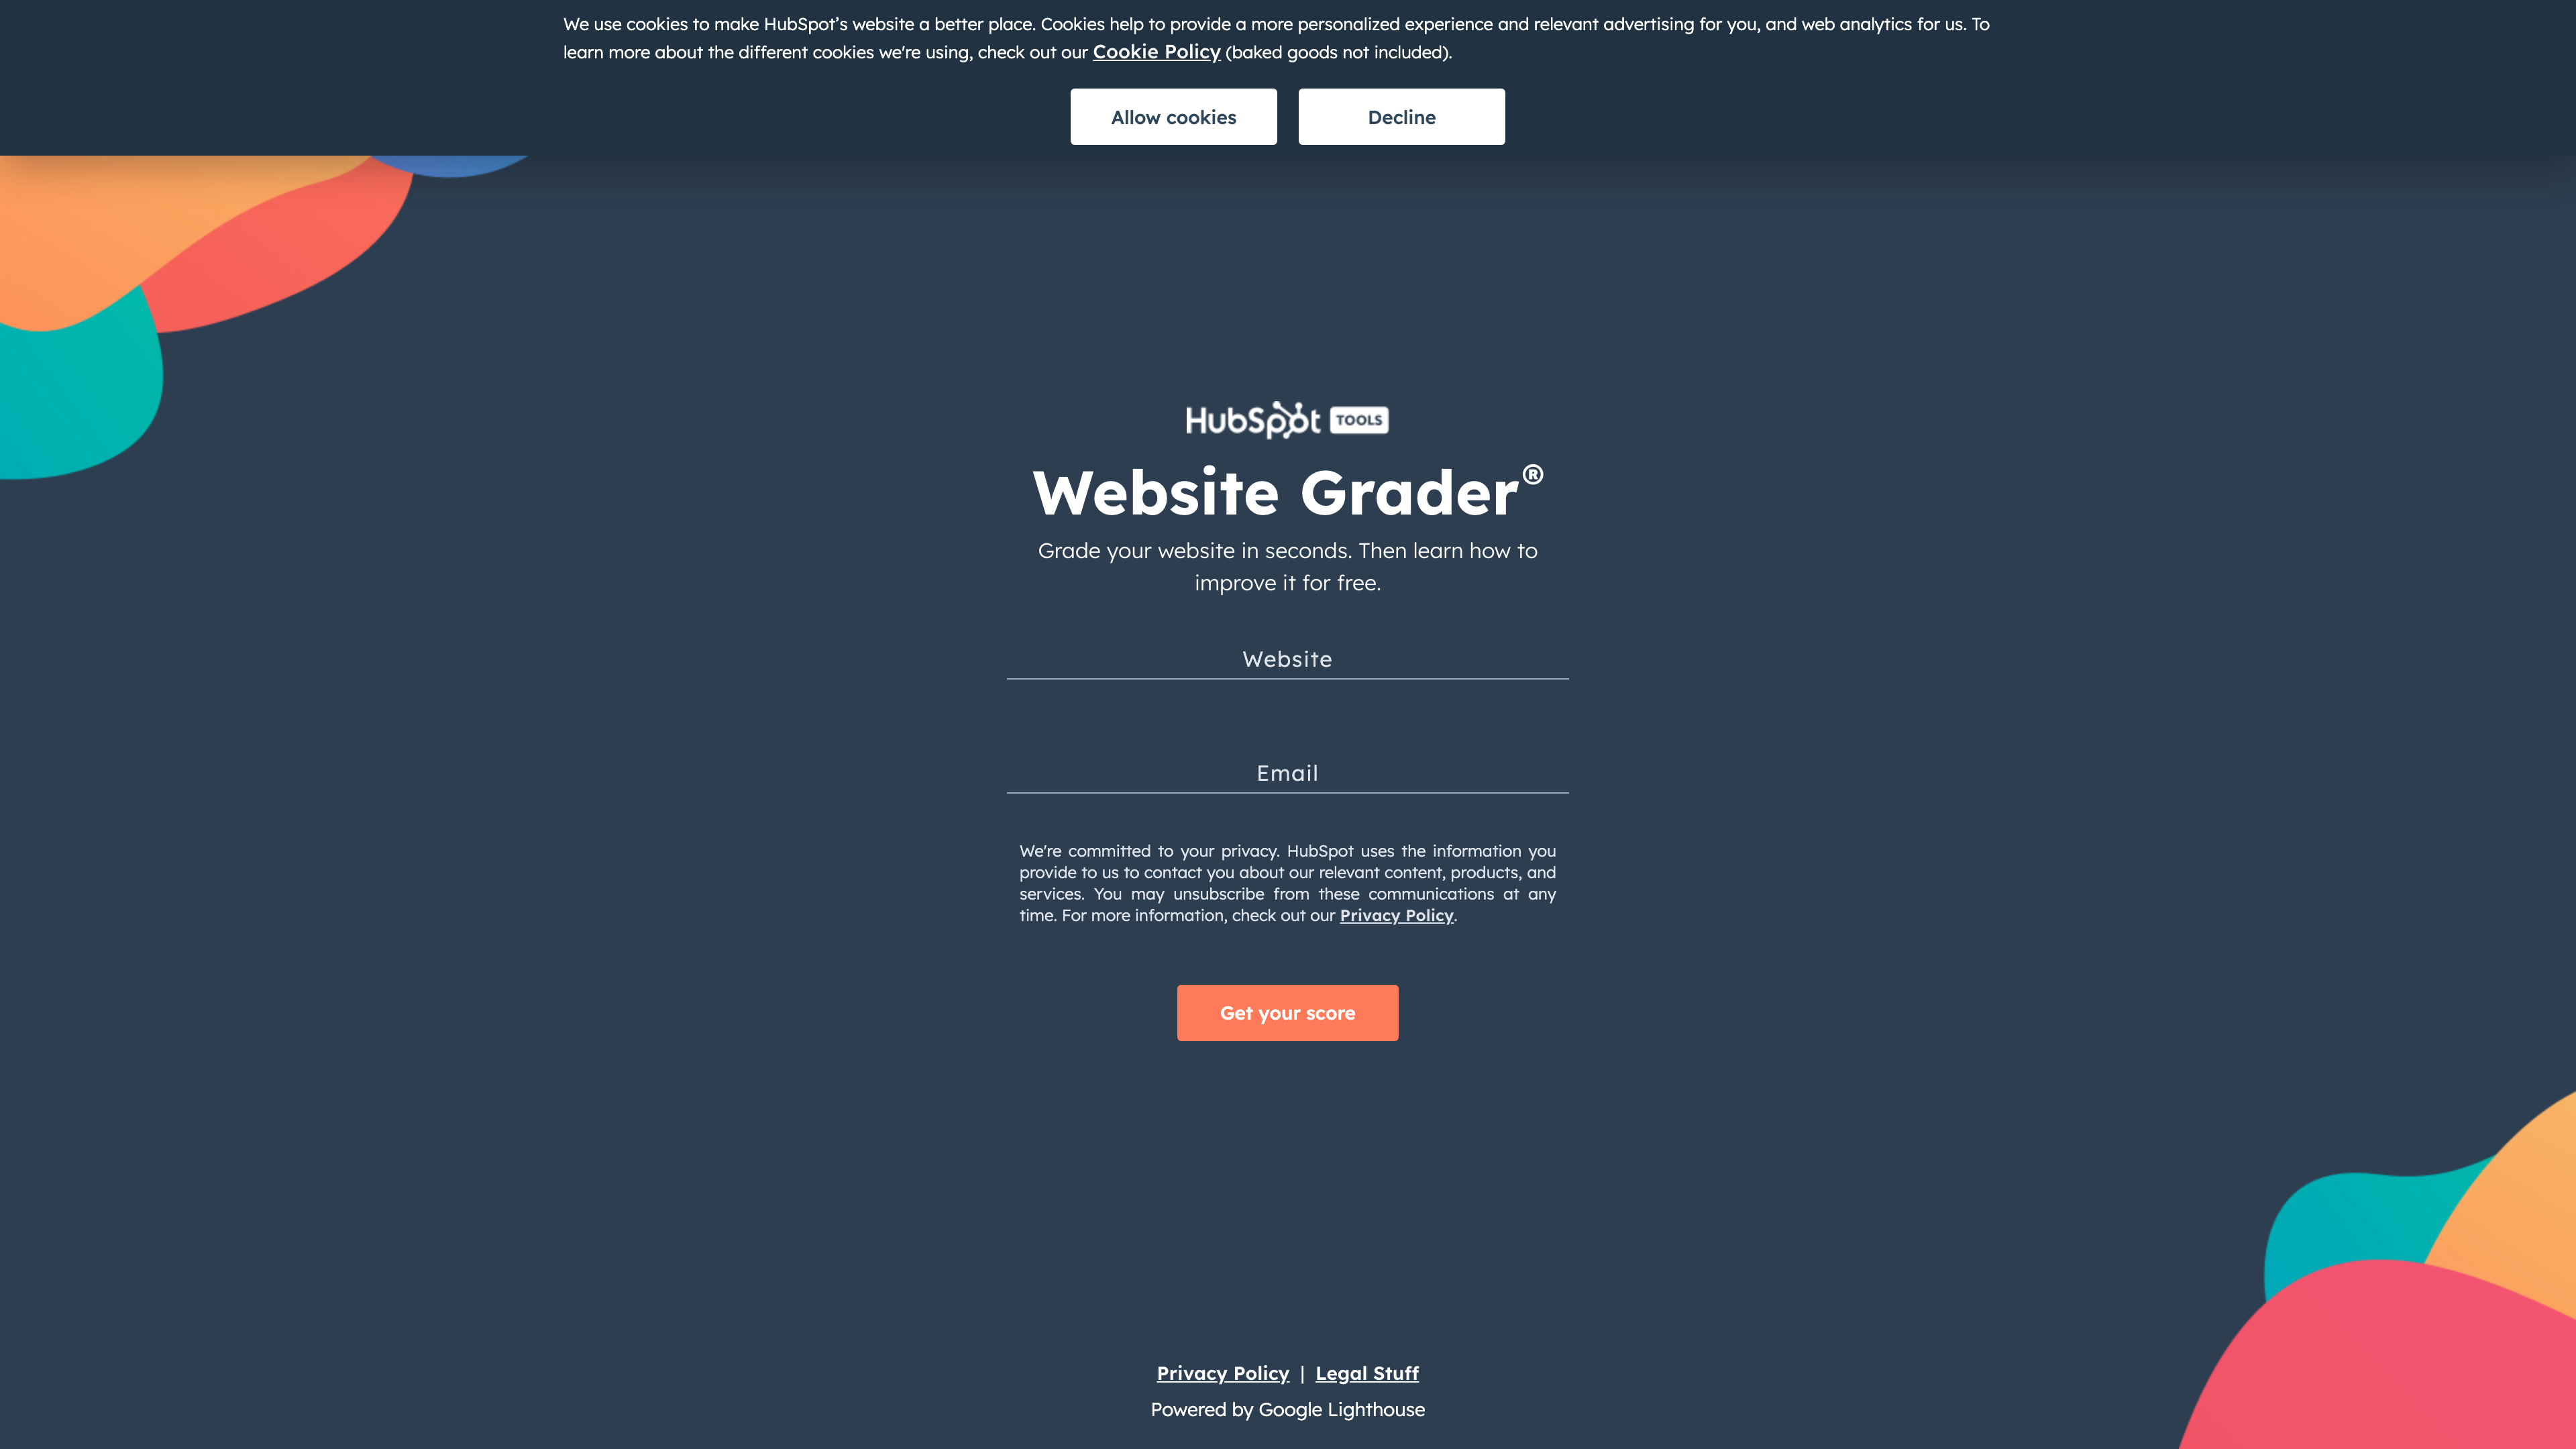 We use cookies to make HubSpot’s website a better place. Cookies help to provide a more personalized experience and relevant advertising for you, and web analytics for us. To
learn more about the different cookies we're using, check out our Cookie Policy (baked goods not included).
Allow cookies
Decline
HubSpot TOOLS
Website Grader®
Grade your website in seconds. Then learn how to
improve it for free.
Website
Email
We're committed to your privacy. HubSpot uses the information you
provide to us to contact you about our relevant content, products, and
services. You may unsubscribe from these communications at any
time. For more information, check out our Privacy Policy.
Get your score
Privacy Policy | Legal Stuff
Powered by Google Lighthouse